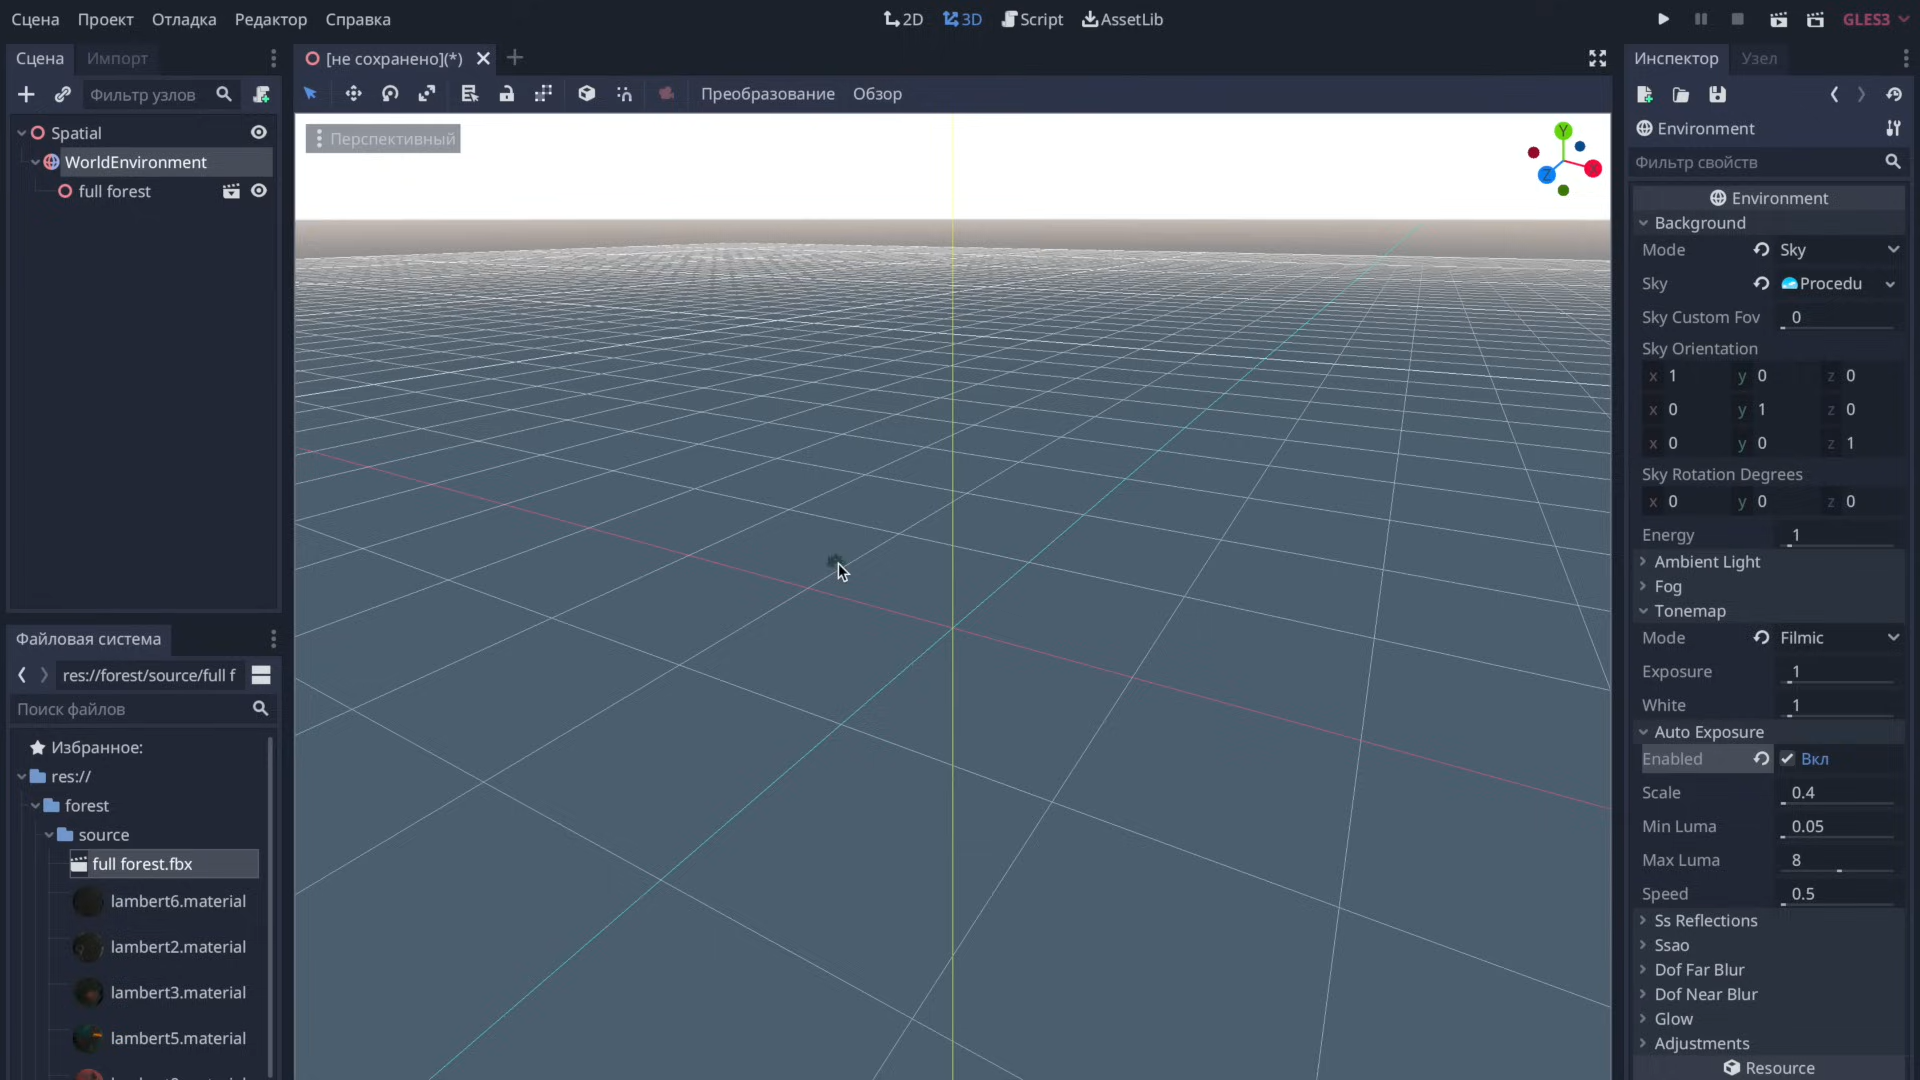 Сцена Проект Отладка Редактор Справка
2D 3D Script AssetLib
GLES3
Сцена Импорт
Фильтр узлов
Spatial
WorldEnvironment
full forest
Файловая система
res://forest/source/full f
Поиск файлов
Избранное:
res://
forest
source
full forest.fbx
lambert6.material
lambert2.material
lambert3.material
lambert5.material
[не сохранено](*)
Преобразование Обзор
Перспективный
Y
X
Z
Инспектор Узел
Environment
Фильтр свойств
Environment
Background
Mode Sky
Sky Procedu
Sky Custom Fov 0
Sky Orientation
x 1 y 0 z 0
x 0 y 1 z 0
x 0 y 0 z 1
Sky Rotation Degrees
x 0 y 0 z 0
Energy 1
Ambient Light
Fog
Tonemap
Mode Filmic
Exposure 1
White 1
Auto Exposure
Enabled Вкл
Scale 0.4
Min Luma 0.05
Max Luma 8
Speed 0.5
Ss Reflections
Ssao
Dof Far Blur
Dof Near Blur
Glow
Adjustments
Resource